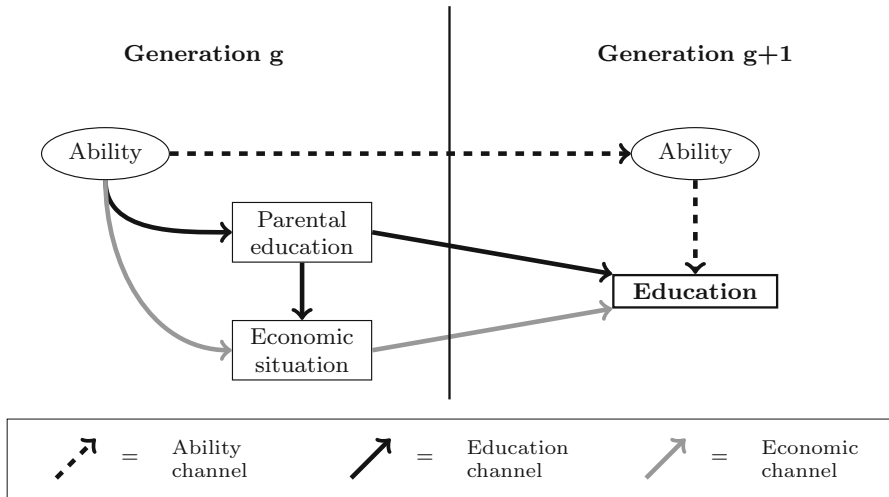 Generation g
Generation g+1
Ability
Ability
Parental
education
Education
Economic
situation
= Ability
channel
= Education
channel
= Economic
channel